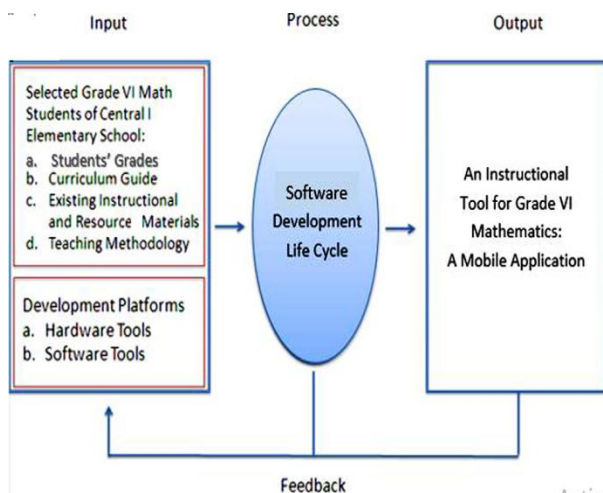 Input
Process
Output
Selected Grade VI Math
Students of Central I
Elementary School:
a. Students' Grades
b. Curriculum Guide
c. Existing Instructional
and Resource Materials
d. Teaching Methodology
Development Platforms
a. Hardware Tools
b. Software Tools
Software
Development
Life Cycle
An Instructional
Tool for Grade VI
Mathematics:
A Mobile Application
Feedback